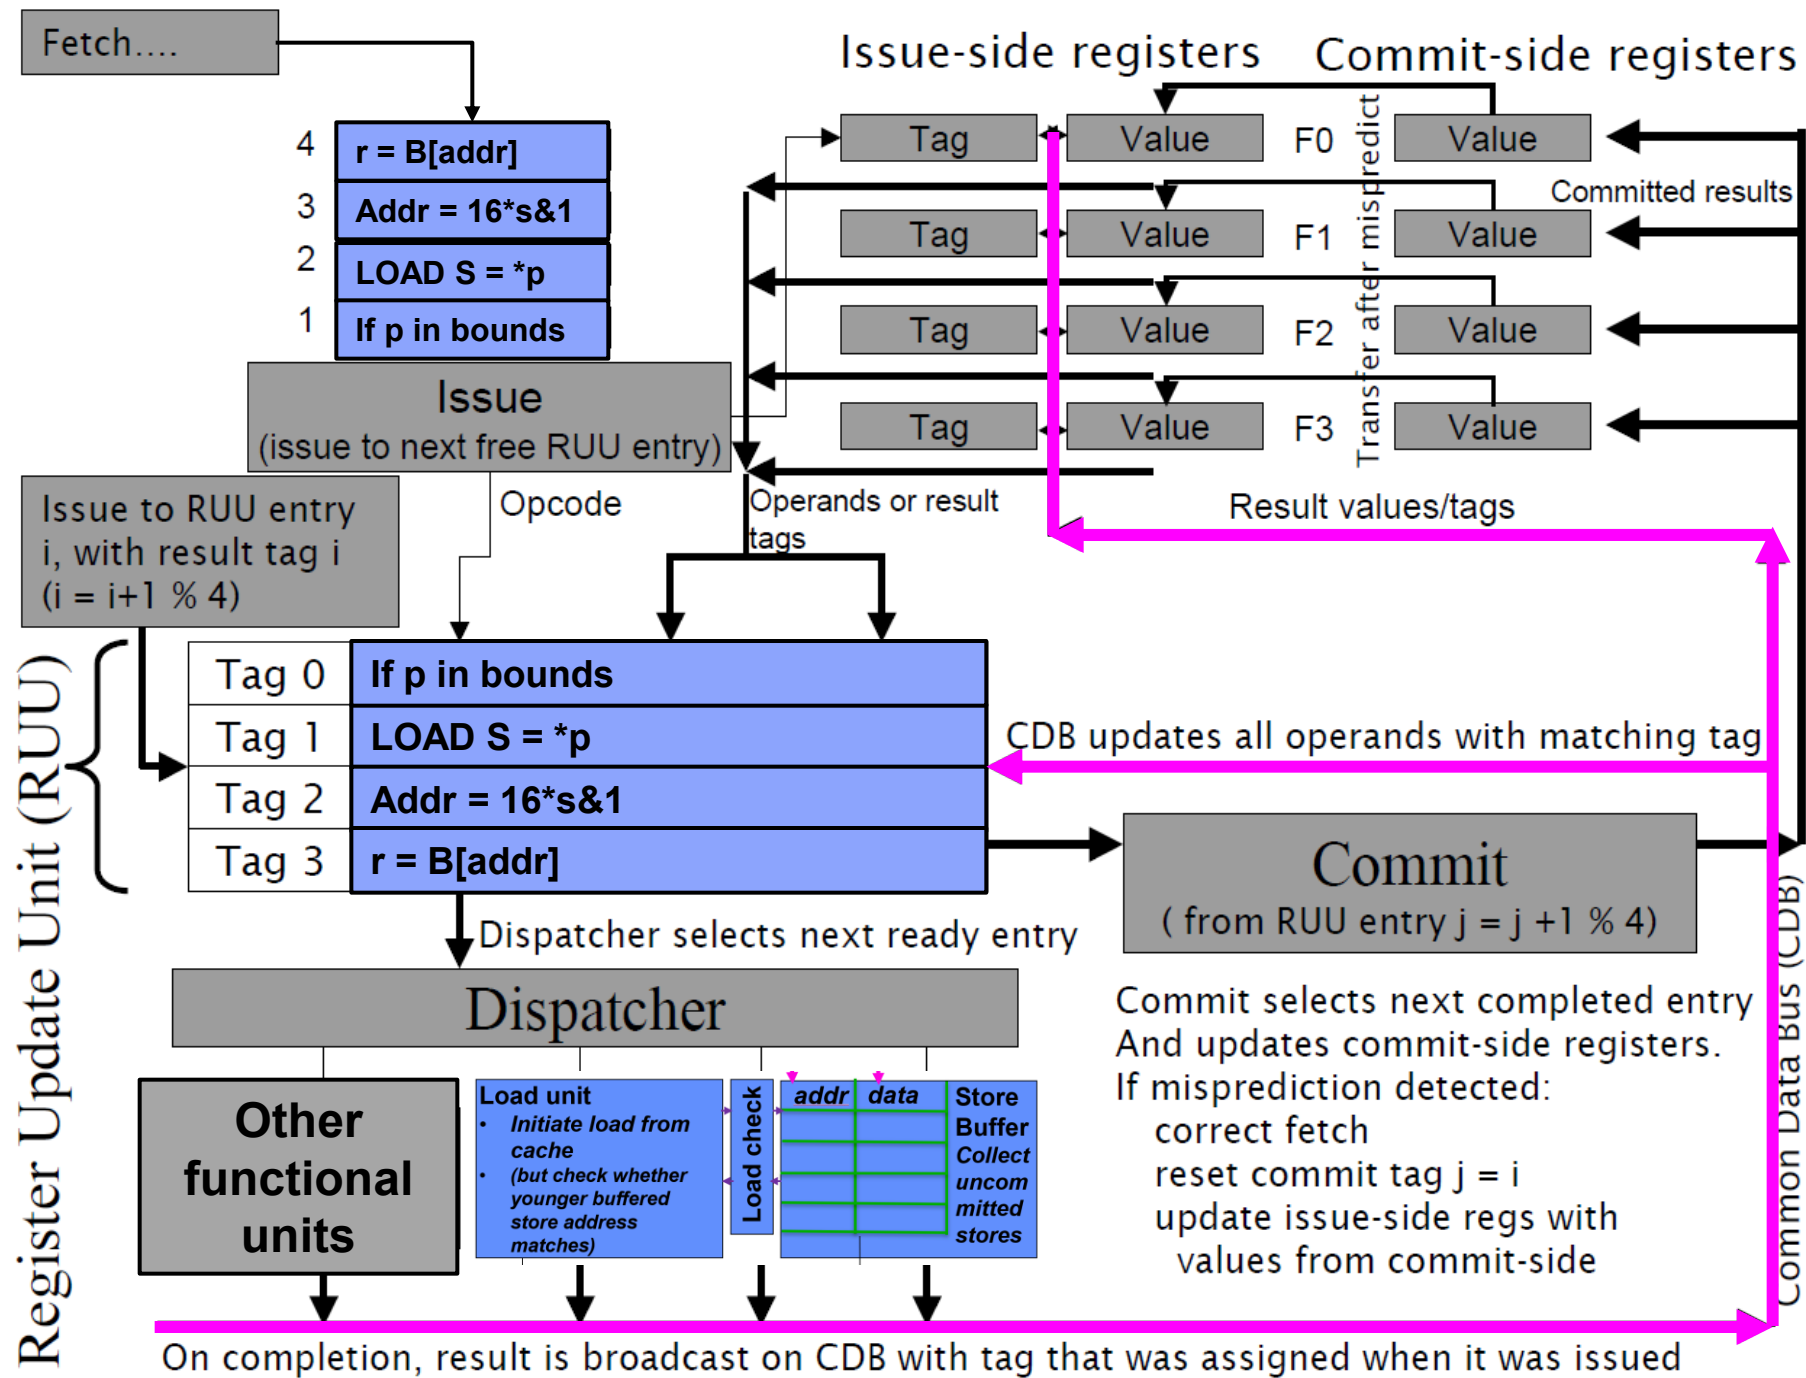 Fetch....
Issue-side registers
Commit-side registers
4
r = B[addr]
3
Addr = 16*s&1
2
LOAD S = *p
1
If p in bounds
Issue
(issue to next free RUU entry)
Tag
Value
F0
Value
Tag
Value
F1
Value
Tag
Value
F2
Value
Tag
Value
F3
Value
Transfer after mispredict
Committed results
Issue to RUU entry
i, with result tag i
(i = i+1 % 4)
Opcode
Operands or result
tags
Result values/tags
Register Update Unit (RUU)
Tag 0
If p in bounds
Tag 1
LOAD S = *p
Tag 2
Addr = 16*s&1
Tag 3
r = B[addr]
CDB updates all operands with matching tag
Commit
( from RUU entry j = j +1 % 4)
Dispatcher selects next ready entry
Dispatcher
Commit selects next completed entry
And updates commit-side registers.
If misprediction detected:
correct fetch
reset commit tag j = i
update issue-side regs with
values from commit-side
Common Data Bus (CDB)
Other
functional
units
Load unit
• Initiate load from
cache
• (but check whether
younger buffered
store address
matches)
Load check
addr
data
Store
Buffer
Collect
uncom
mitted
stores
On completion, result is broadcast on CDB with tag that was assigned when it was issued